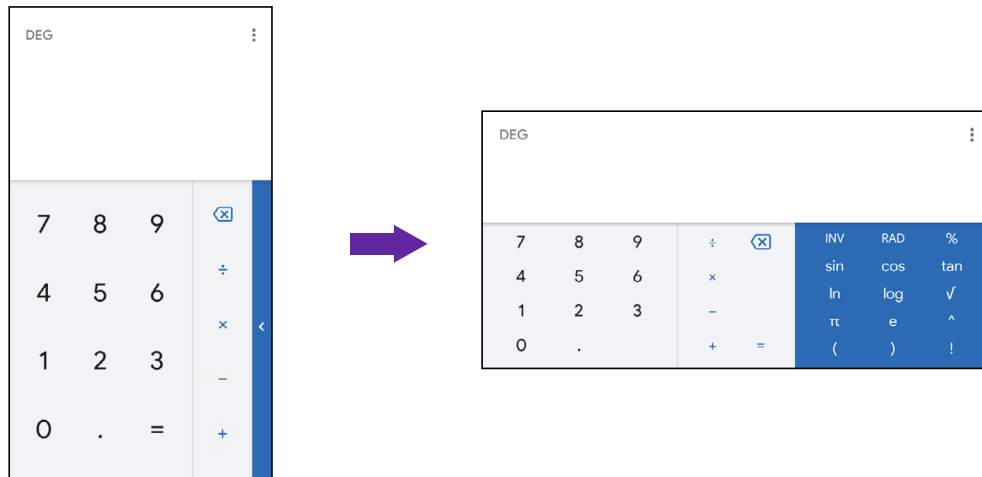 DEG
7 8 9
4 5 6
1 2 3
0 . =
÷
×
−
+
<
DEG
7 8 9 ÷
4 5 6 ×
1 2 3 −
0 . + =
INV RAD %
sin cos tan
ln log √
π e ^
( ) !